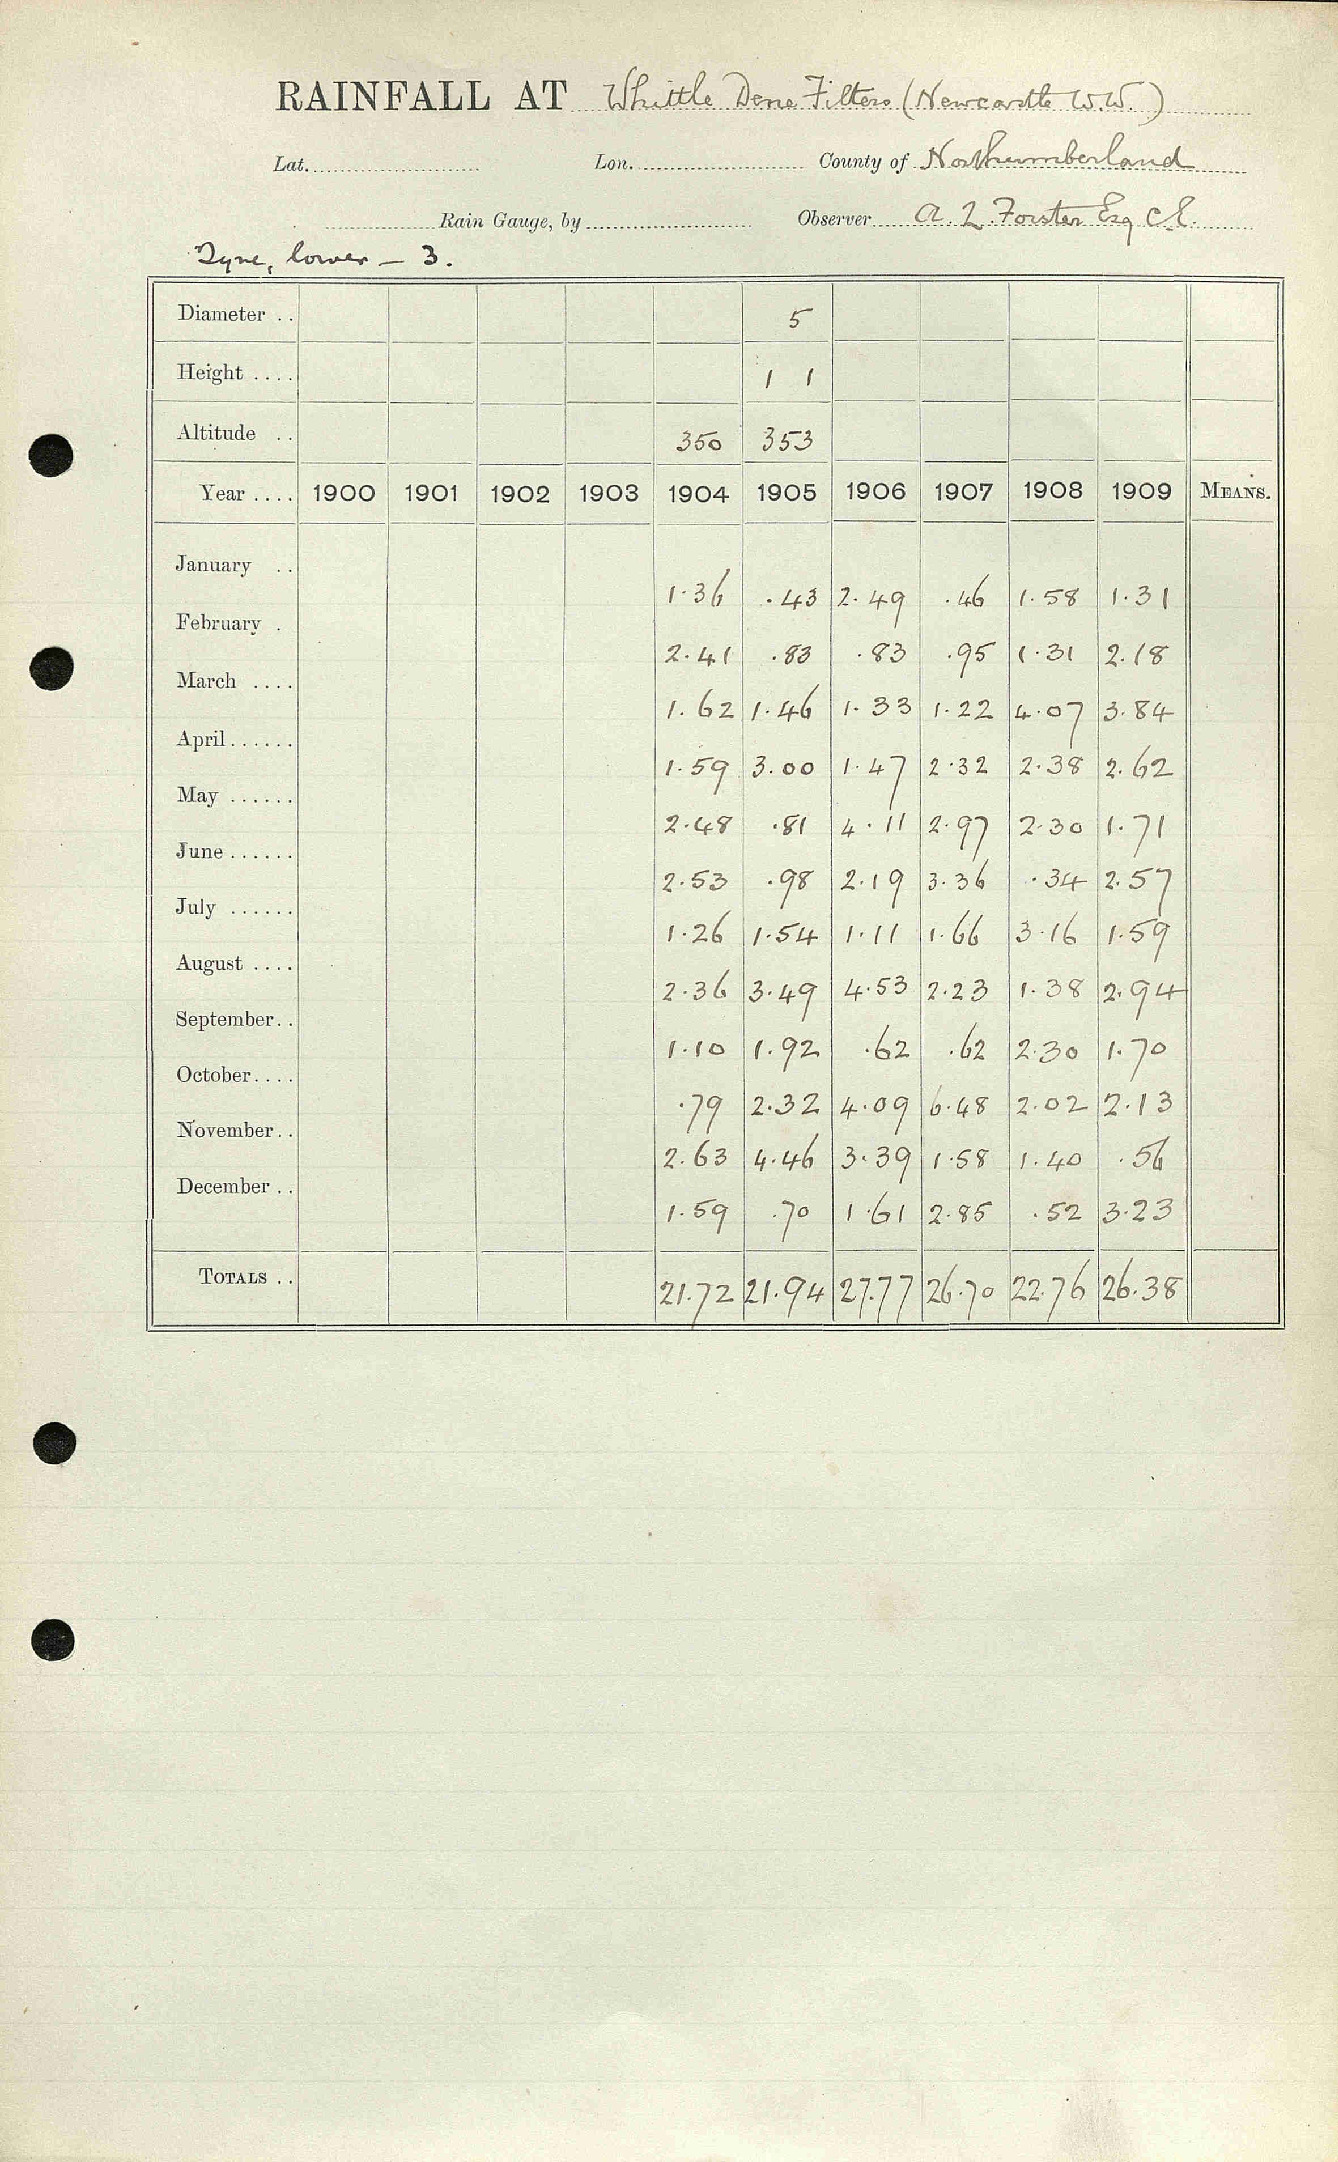 RAINFALL AT Whittle Dene Filters (Newcastle W.W.)
Lat. Lon. County of Northumberland
Rain Gauge, by Observer A. L. Forster Esq C.E.
Tyne, lower — 3.
Diameter . . 5
Height . . . . 1 1
Altitude . . 350 353
Year . . . . 1900 1901 1902 1903 1904 1905 1906 1907 1908 1909 MEANS.
January . . 1.36 .43 2.49 .46 1.58 1.31
February . 2.41 .83 .83 .95 1.31 2.18
March . . . . 1.62 1.46 1.33 1.22 4.07 3.84
April . . . . . . 1.59 3.00 1.47 2.32 2.38 2.62
May . . . . . . 2.48 .81 4.11 2.97 2.30 1.71
June . . . . . . 2.53 .98 2.19 3.36 .34 2.57
July . . . . . . 1.26 1.54 1.11 1.66 3.16 1.59
August . . . . 2.36 3.49 4.53 2.23 1.38 2.94
September. . 1.10 1.92 .62 .62 2.30 1.70
October. . . . .79 2.32 4.09 6.48 2.02 2.13
November. . 2.63 4.46 3.39 1.58 1.40 .56
December . . 1.59 .70 1.61 2.85 .52 3.23
TOTALS . . 21.72 21.94 27.77 26.70 22.76 26.38